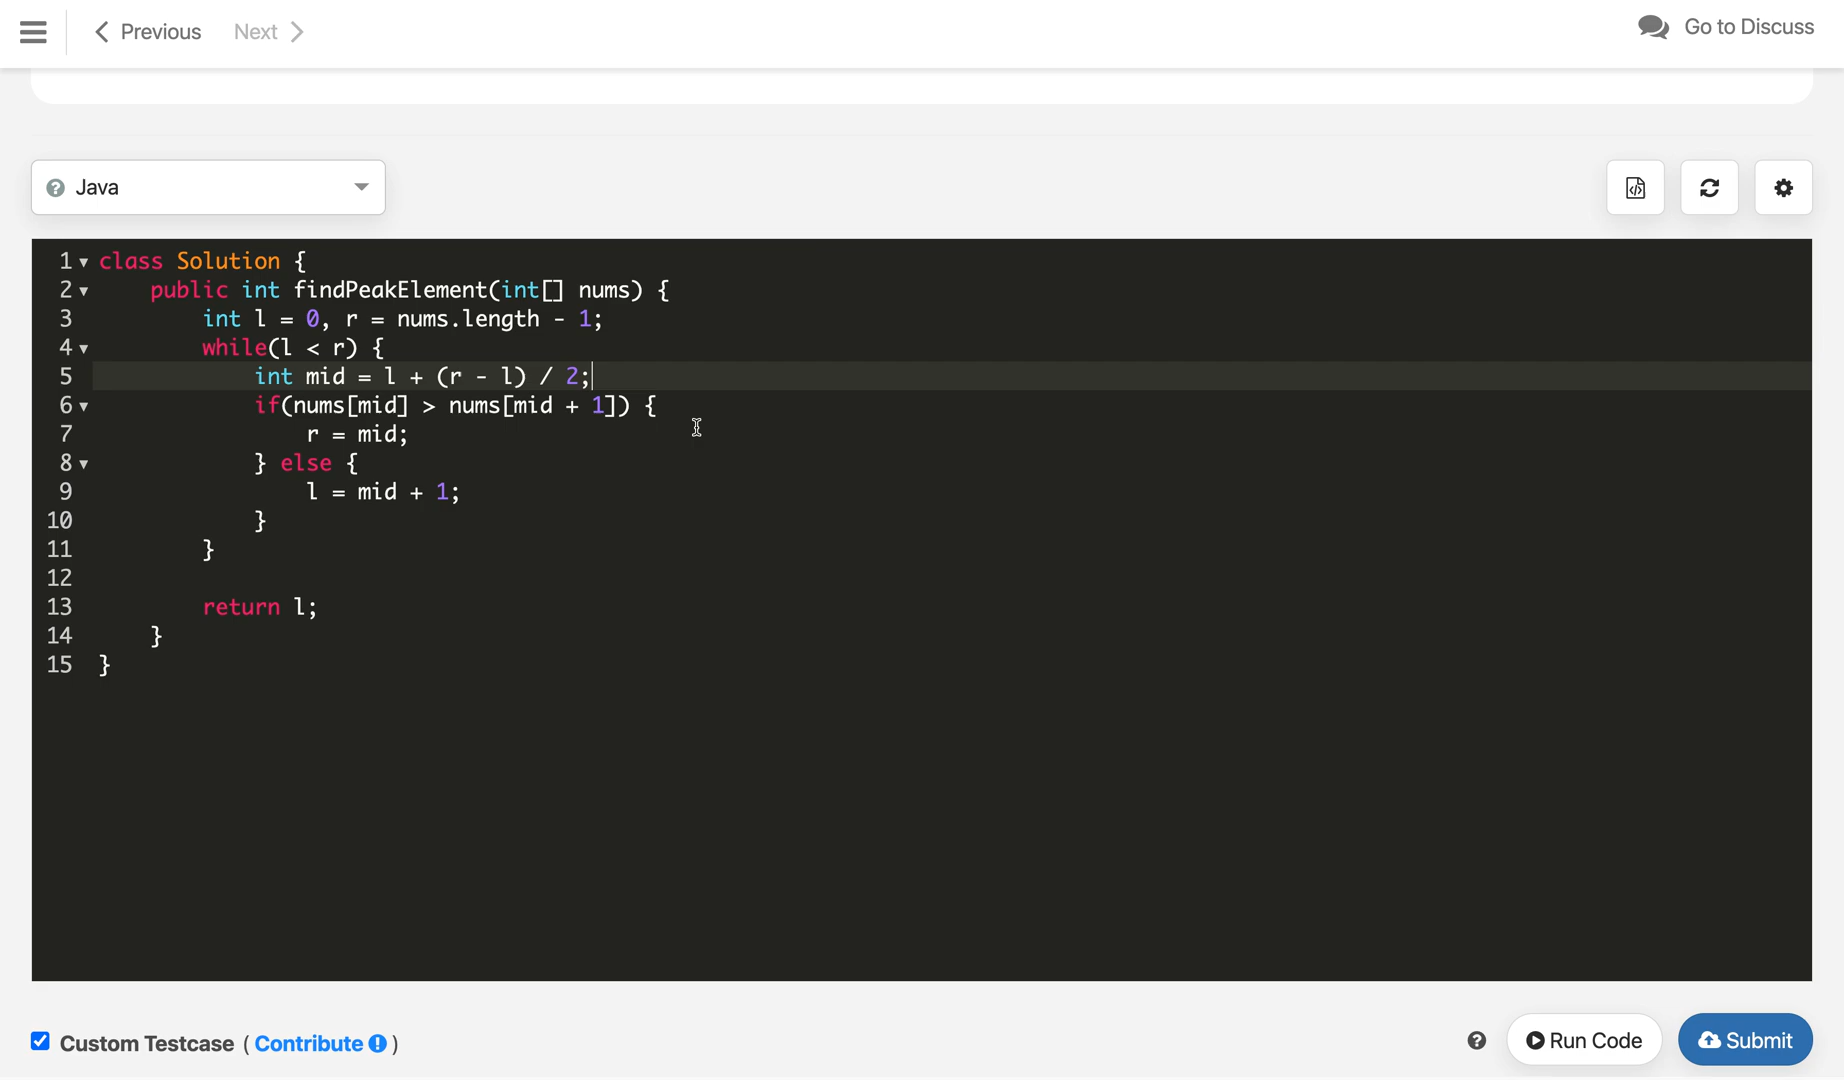 Previous Next Go to Discuss
? Java
1 class Solution {
2 public int findPeakElement(int[] nums) {
3 int l = 0, r = nums.length - 1;
4 while(l < r) {
5 int mid = l + (r - l) / 2;
6 if(nums[mid] > nums[mid + 1]) {
7 r = mid;
8 } else {
9 l = mid + 1;
10 }
11 }
12
13 return l;
14 }
15 }
Custom Testcase ( Contribute ! ) ? Run Code Submit